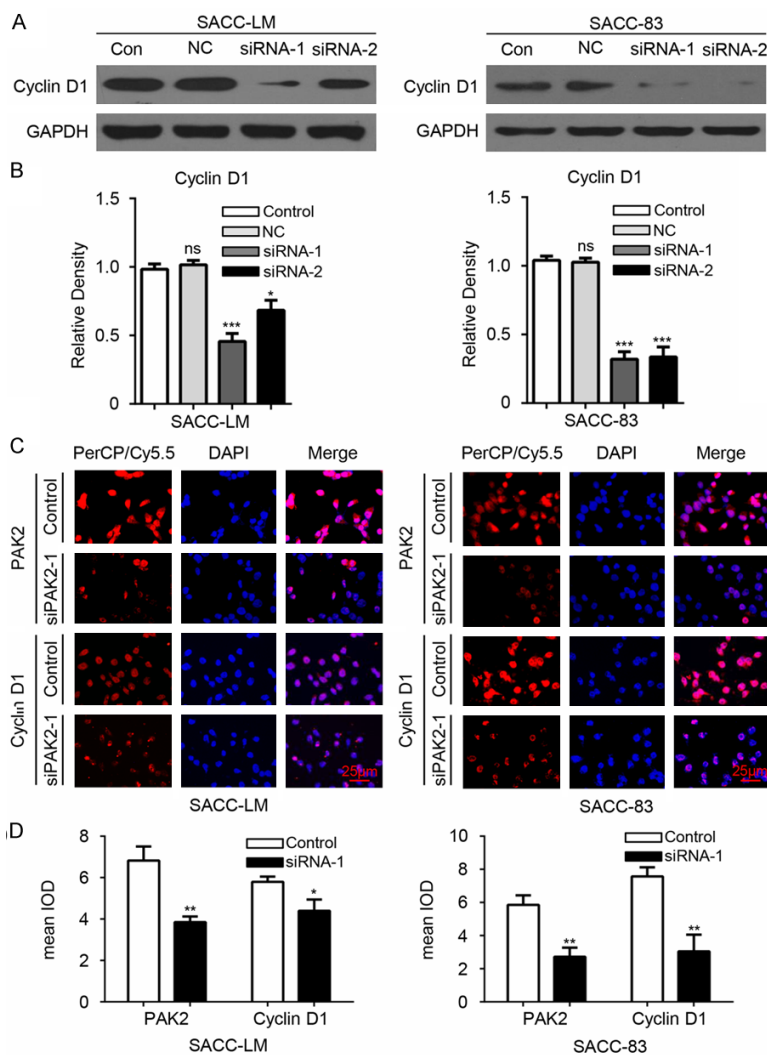 A
SACC-LM
Con NC siRNA-1 siRNA-2
Cyclin D1
GAPDH
SACC-83
Con NC siRNA-1 siRNA-2
Cyclin D1
GAPDH
B
Cyclin D1
Relative Density
1.5
1.0
0.5
0
ns
***
*
Control
NC
siRNA-1
siRNA-2
SACC-LM
Cyclin D1
Relative Density
1.5
1.0
0.5
0
ns
***
***
Control
NC
siRNA-1
siRNA-2
SACC-83
C
PerCP/Cy5.5 DAPI Merge
PAK2
Control
siPAK2-1
Cyclin D1
Control
siPAK2-1
25μm
SACC-LM
PerCP/Cy5.5 DAPI Merge
PAK2
Control
siPAK2-1
Cyclin D1
Control
siPAK2-1
25μm
SACC-83
D
mean IOD
8
6
4
2
0
Control
siRNA-1
**
*
PAK2 Cyclin D1
SACC-LM
mean IOD
10
8
6
4
2
0
Control
siRNA-1
**
**
PAK2 Cyclin D1
SACC-83